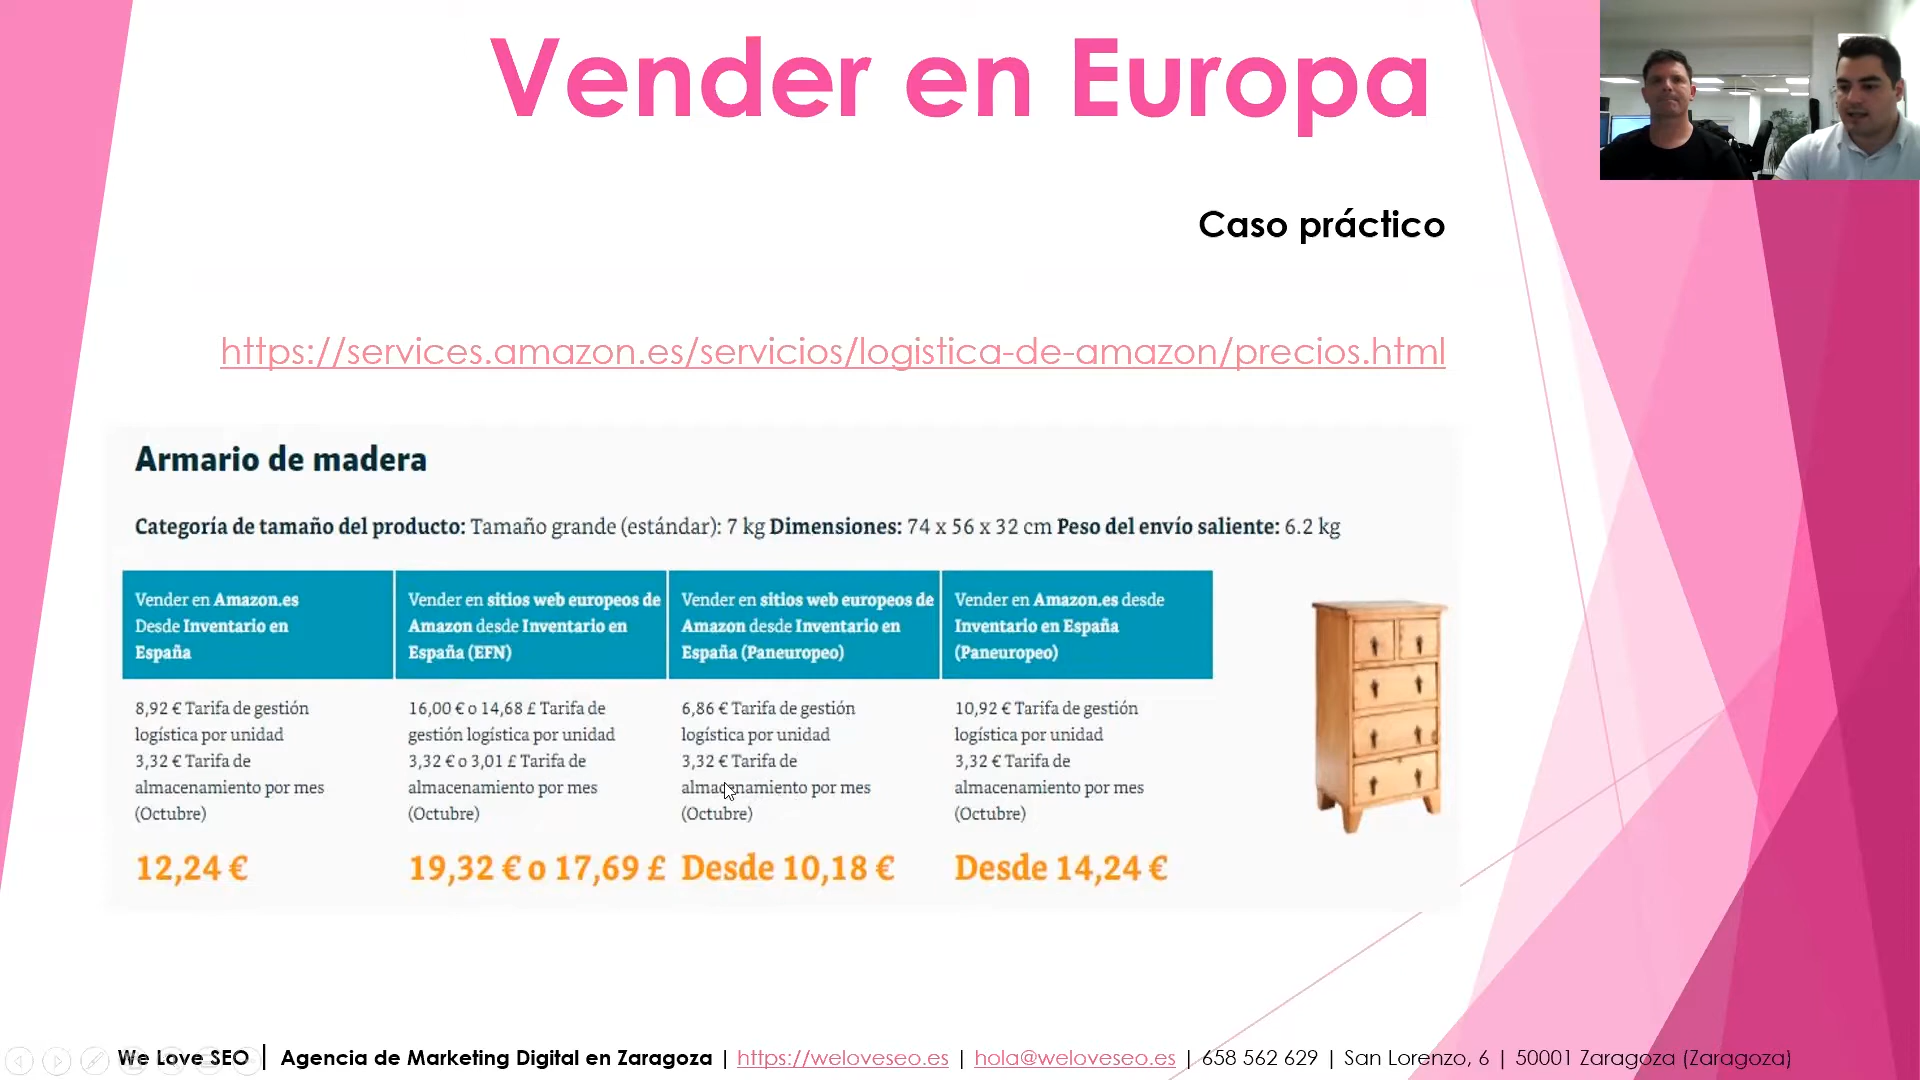 Vender en Europa
Caso práctico
https://services.amazon.es/servicios/logistica-de-amazon/precios.html
Armario de madera
Categoría de tamaño del producto: Tamaño grande (estándar): 7 kg Dimensiones: 74 x 56 x 32 cm Peso del envío saliente: 6.2 kg
Vender en Amazon.es
Desde Inventario en
España
8,92 € Tarifa de gestión
logística por unidad
3,32 € Tarifa de
almacenamiento por mes
(Octubre)
12,24 €
Vender en sitios web europeos de
Amazon desde Inventario en
España (EFN)
16,00 € o 14,68 £ Tarifa de
gestión logística por unidad
3,32 € o 3,01 £ Tarifa de
almacenamiento por mes
(Octubre)
19,32 € o 17,69 £
Vender en sitios web europeos de
Amazon desde Inventario en
España (Paneuropeo)
6,86 € Tarifa de gestión
logística por unidad
3,32 € Tarifa de
almacenamiento por mes
(Octubre)
Desde 10,18 €
Vender en Amazon.es desde
Inventario en España
(Paneuropeo)
10,92 € Tarifa de gestión
logística por unidad
3,32 € Tarifa de
almacenamiento por mes
(Octubre)
Desde 14,24 €
We Love SEO | Agencia de Marketing Digital en Zaragoza | https://weloveseo.es | hola@weloveseo.es | 658 562 629 | San Lorenzo, 6 | 50001 Zaragoza (Zaragoza)